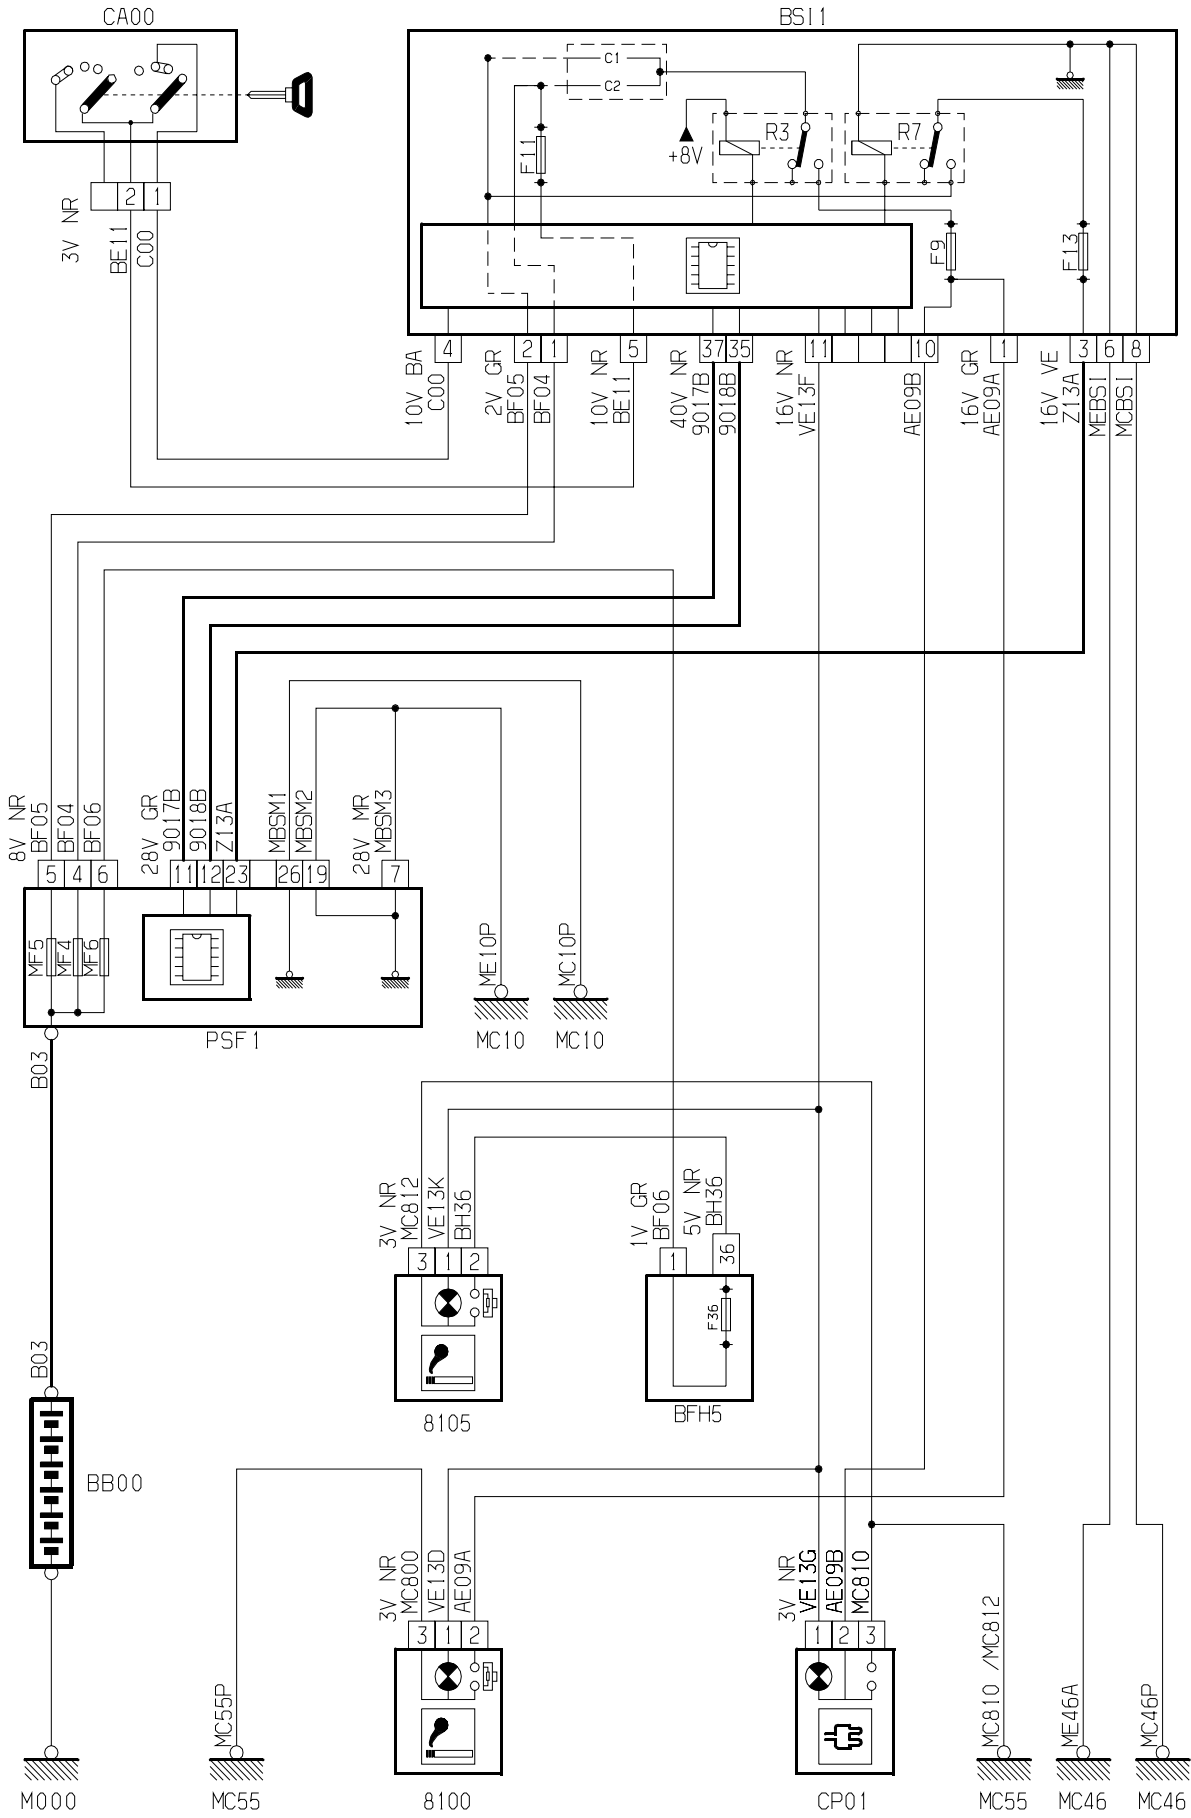 CA00
BSI1
C1
C2
F11
+8V
R3
R7
F9
F13
2
1
3V NR
BE11
C00
4
2
1
5
37
35
11
10
1
3
6
8
10V BA
C00
2V GR
BF05
BF04
10V NR
BE11
40V NR
9017B
9018B
16V NR
VE13F
AE09B
16V GR
AE09A
16V VE
Z13A
MEBSI
MCBSI
8V NR
BF05
BF04
BF06
28V GR
9017B
9018B
Z13A
MBSM1
MBSM2
28V MR
MBSM3
5
4
6
11
12
23
26
19
7
MF5
MF4
MF6
PSF1
ME10P
MC10P
MC10
MC10
B03
3V NR
MC812
VE13K
BH36
1V GR
BF06
5V NR
BH36
3
1
2
1
36
F36
8105
BFH5
B03
BB00
3V NR
MC800
VE13D
AE09A
3V NR
VE13G
AE09B
MC810
3
1
2
1
2
3
MC55P
MC810 /MC812
ME46A
MC46P
M000
MC55
8100
CP01
MC55
MC46
MC46